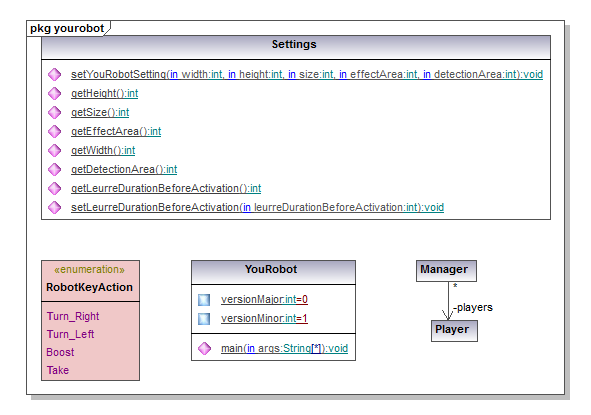 pkg yourobot
Settings
setYouRobotSetting(in width:int, in height:int, in size:int, in effectArea:int, in detectionArea:int):void
getHeight():int
getSize():int
getEffectArea():int
getWidth():int
getDetectionArea():int
getLeurreDurationBeforeActivation():int
setLeurreDurationBeforeActivation(in leurreDurationBeforeActivation:int):void
«enumeration»
RobotKeyAction
Turn_Right
Turn_Left
Boost
Take
YouRobot
versionMajor:int=0
versionMinor:int=1
main(in args:String[*]):void
Manager
*
-players
Player